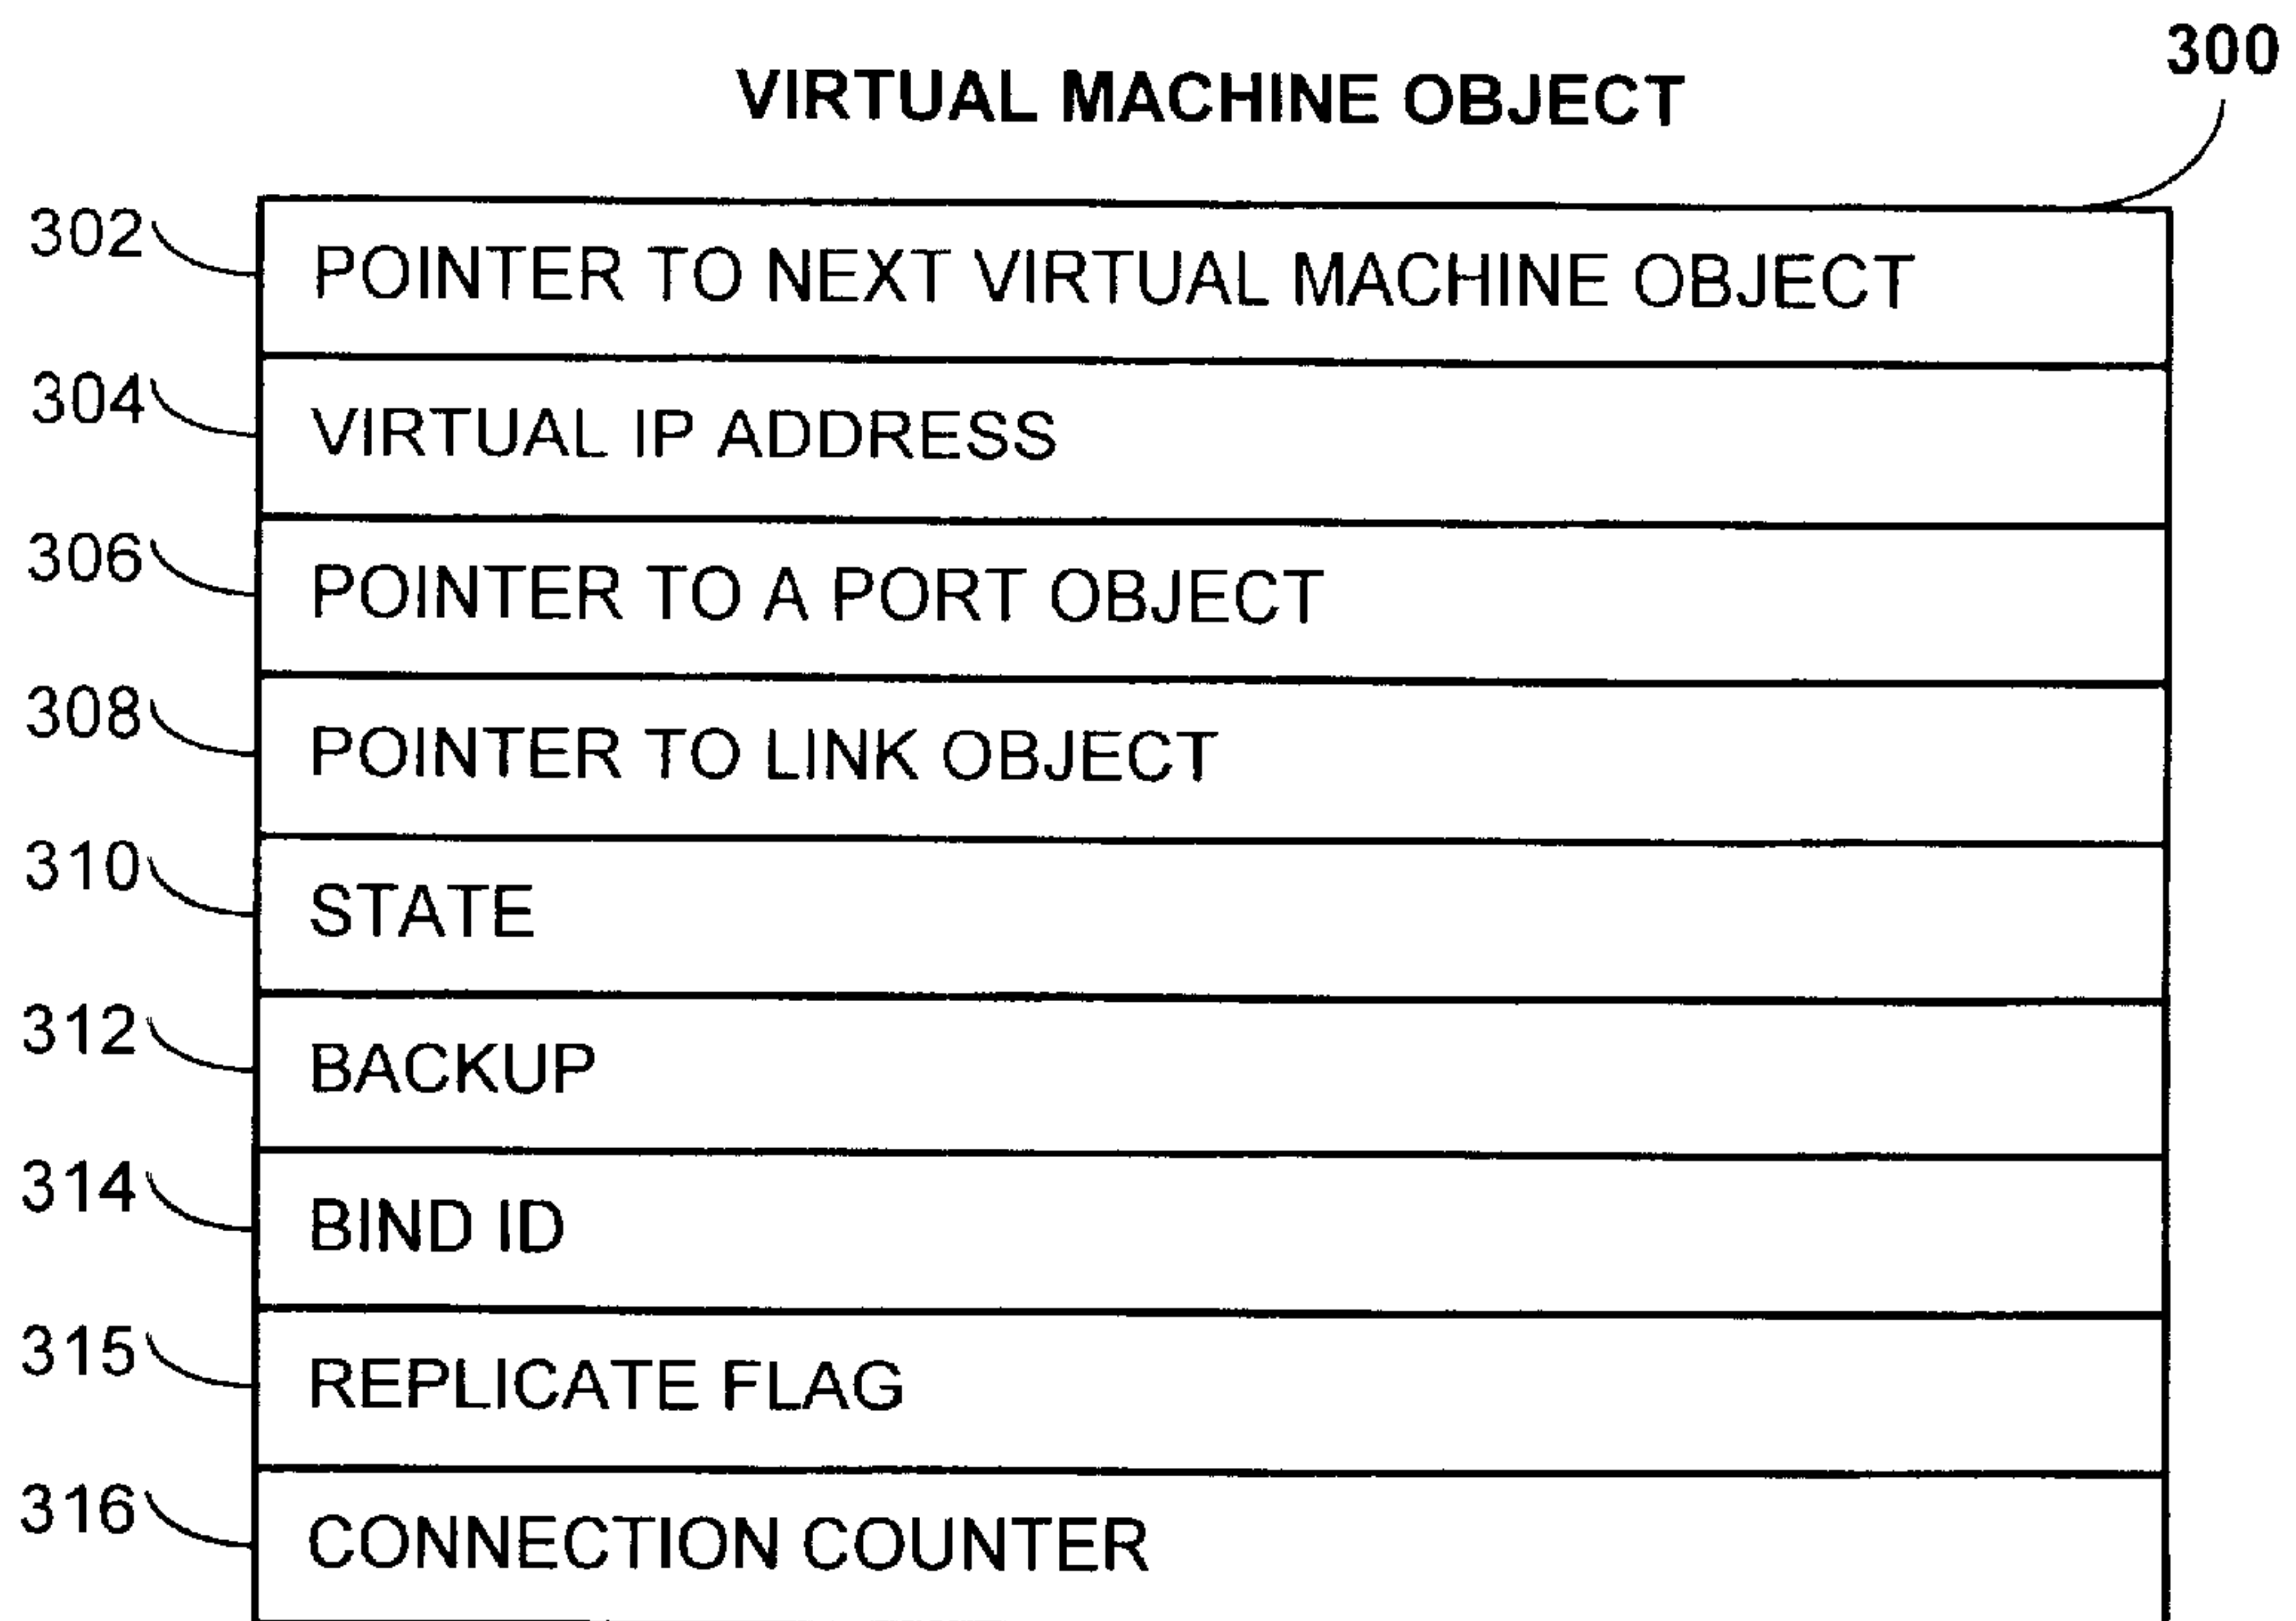 300
VIRTUAL MACHINE OBJECT
302 POINTER TO NEXT VIRTUAL MACHINE OBJECT
304 VIRTUAL IP ADDRESS
306 POINTER TO A PORT OBJECT
308 POINTER TO LINK OBJECT
310 STATE
312 BACKUP
314 BIND ID
315 REPLICATE FLAG
316 CONNECTION COUNTER